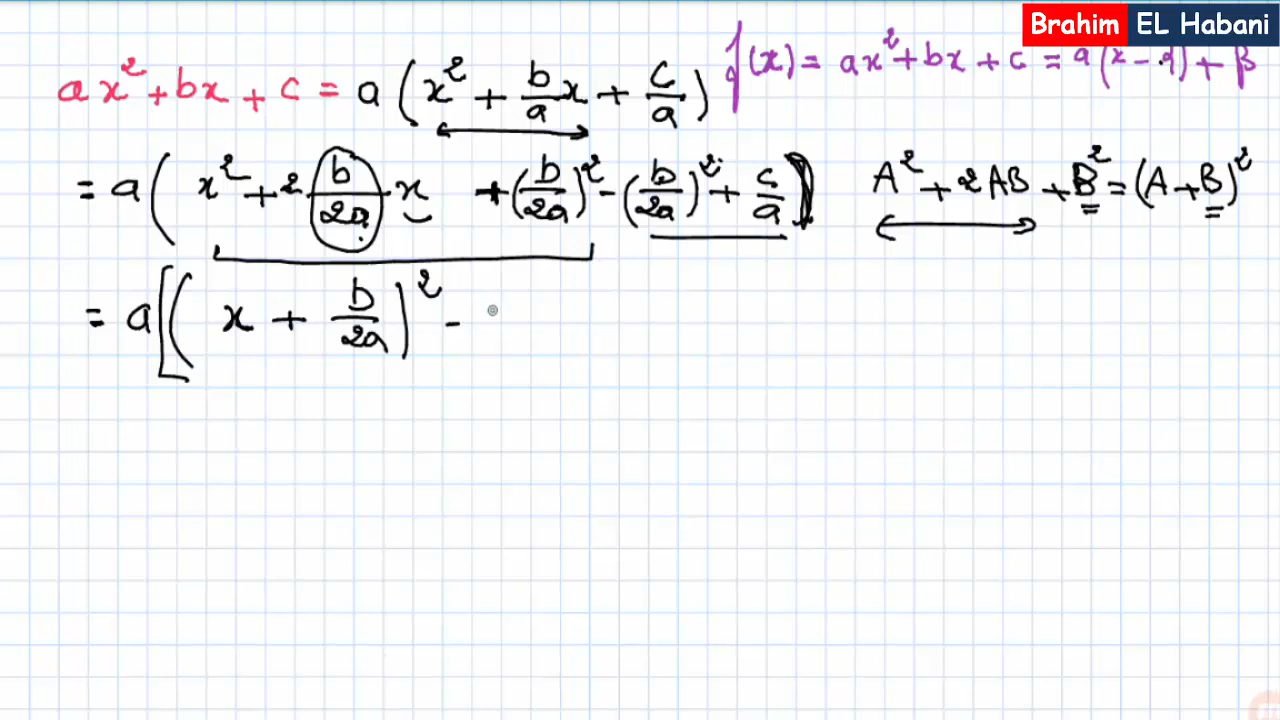 Brahim EL Habani
ax² + bx + c = a(x² + b/a x + c/a)
f(x) = ax² + bx + c = a(x - α) + β
= a( x² + 2 b/2a x + (b/2a)² - (b/2a)² + c/a )
A² + 2AB + B² = (A + B)²
= a[( x + b/2a )² -